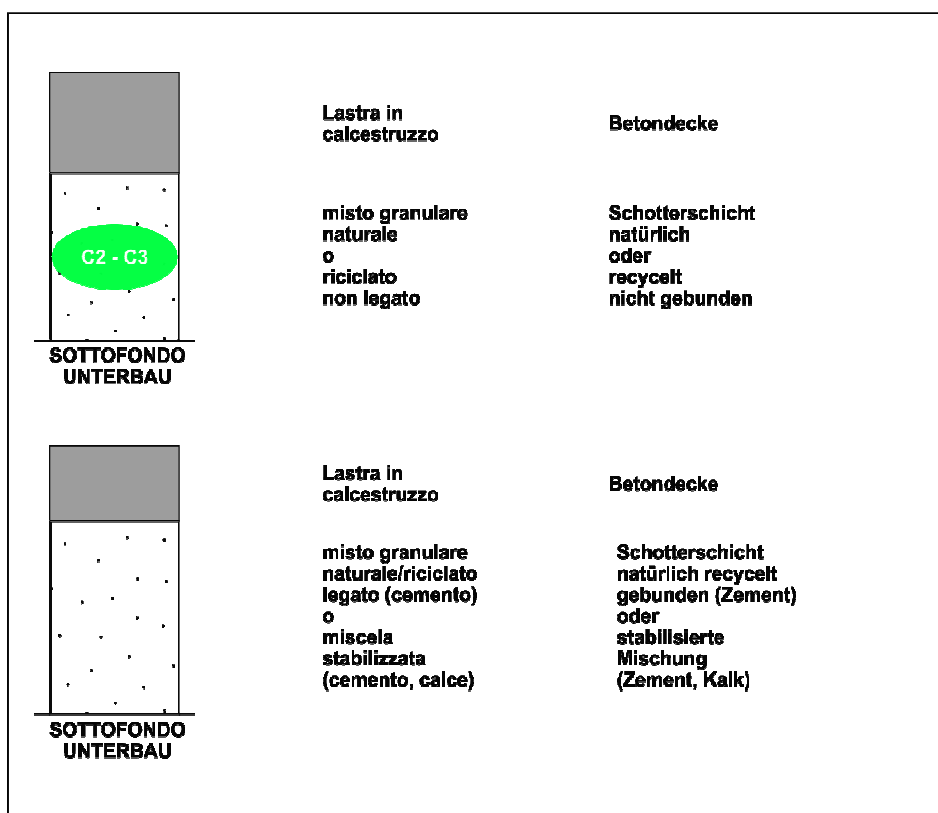 Lastra in
calcestruzzo
Betondecke
misto granulare
naturale
o
riciclato
non legato
Schotterschicht
natürlich
oder
recycelt
nicht gebunden
C2 - C3
SOTTOFONDO
UNTERBAU
Lastra in
calcestruzzo
Betondecke
misto granulare
naturale/riciclato
legato (cemento)
o
miscela
stabilizzata
(cemento, calce)
Schotterschicht
natürlich recycelt
gebunden (Zement)
oder
stabilisierte
Mischung
(Zement, Kalk)
SOTTOFONDO
UNTERBAU